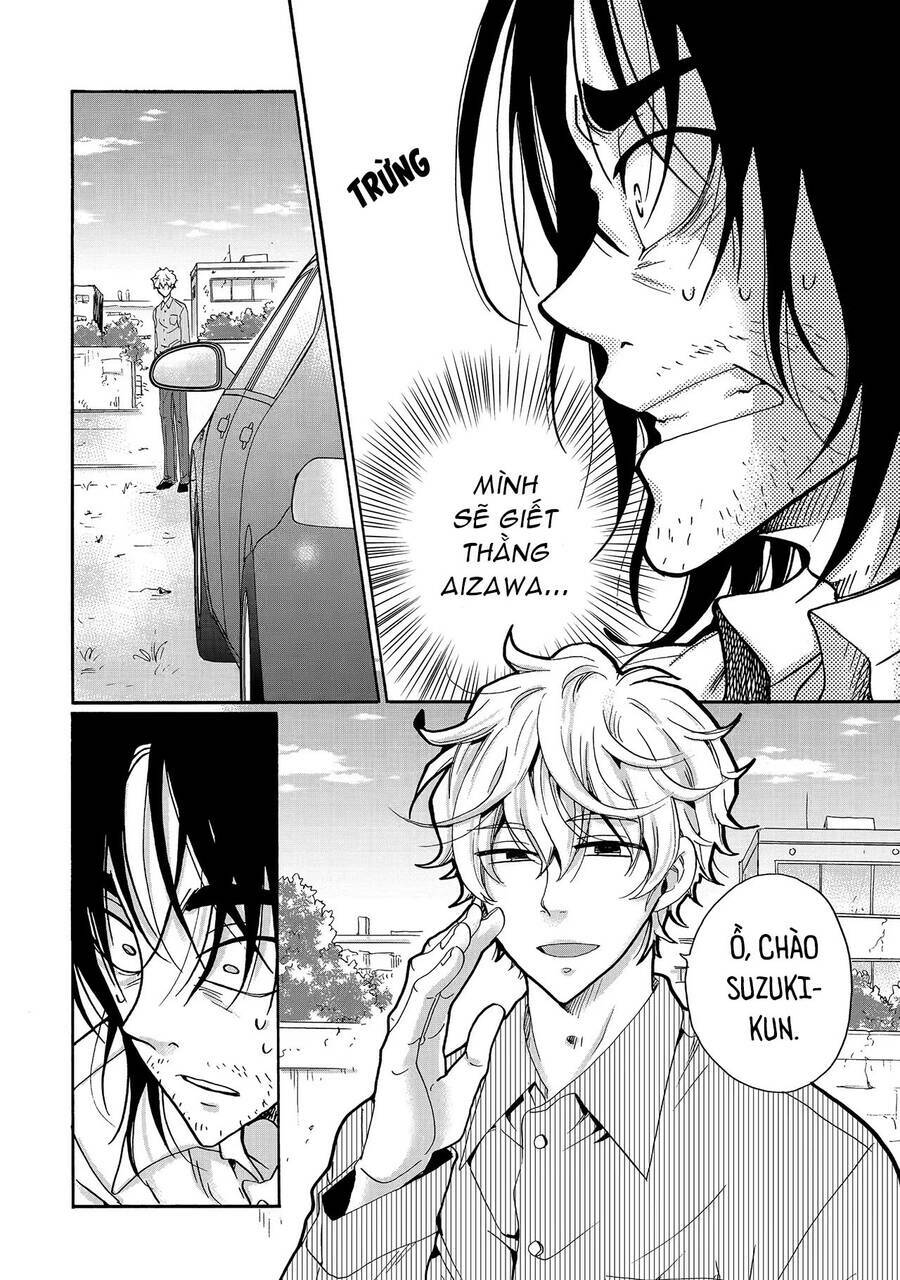 TRỪNG
MÌNH
SẼ GIẾT
THẰNG
AIZAWA...
Ồ, CHÀO
SUZUKI-
KUN.